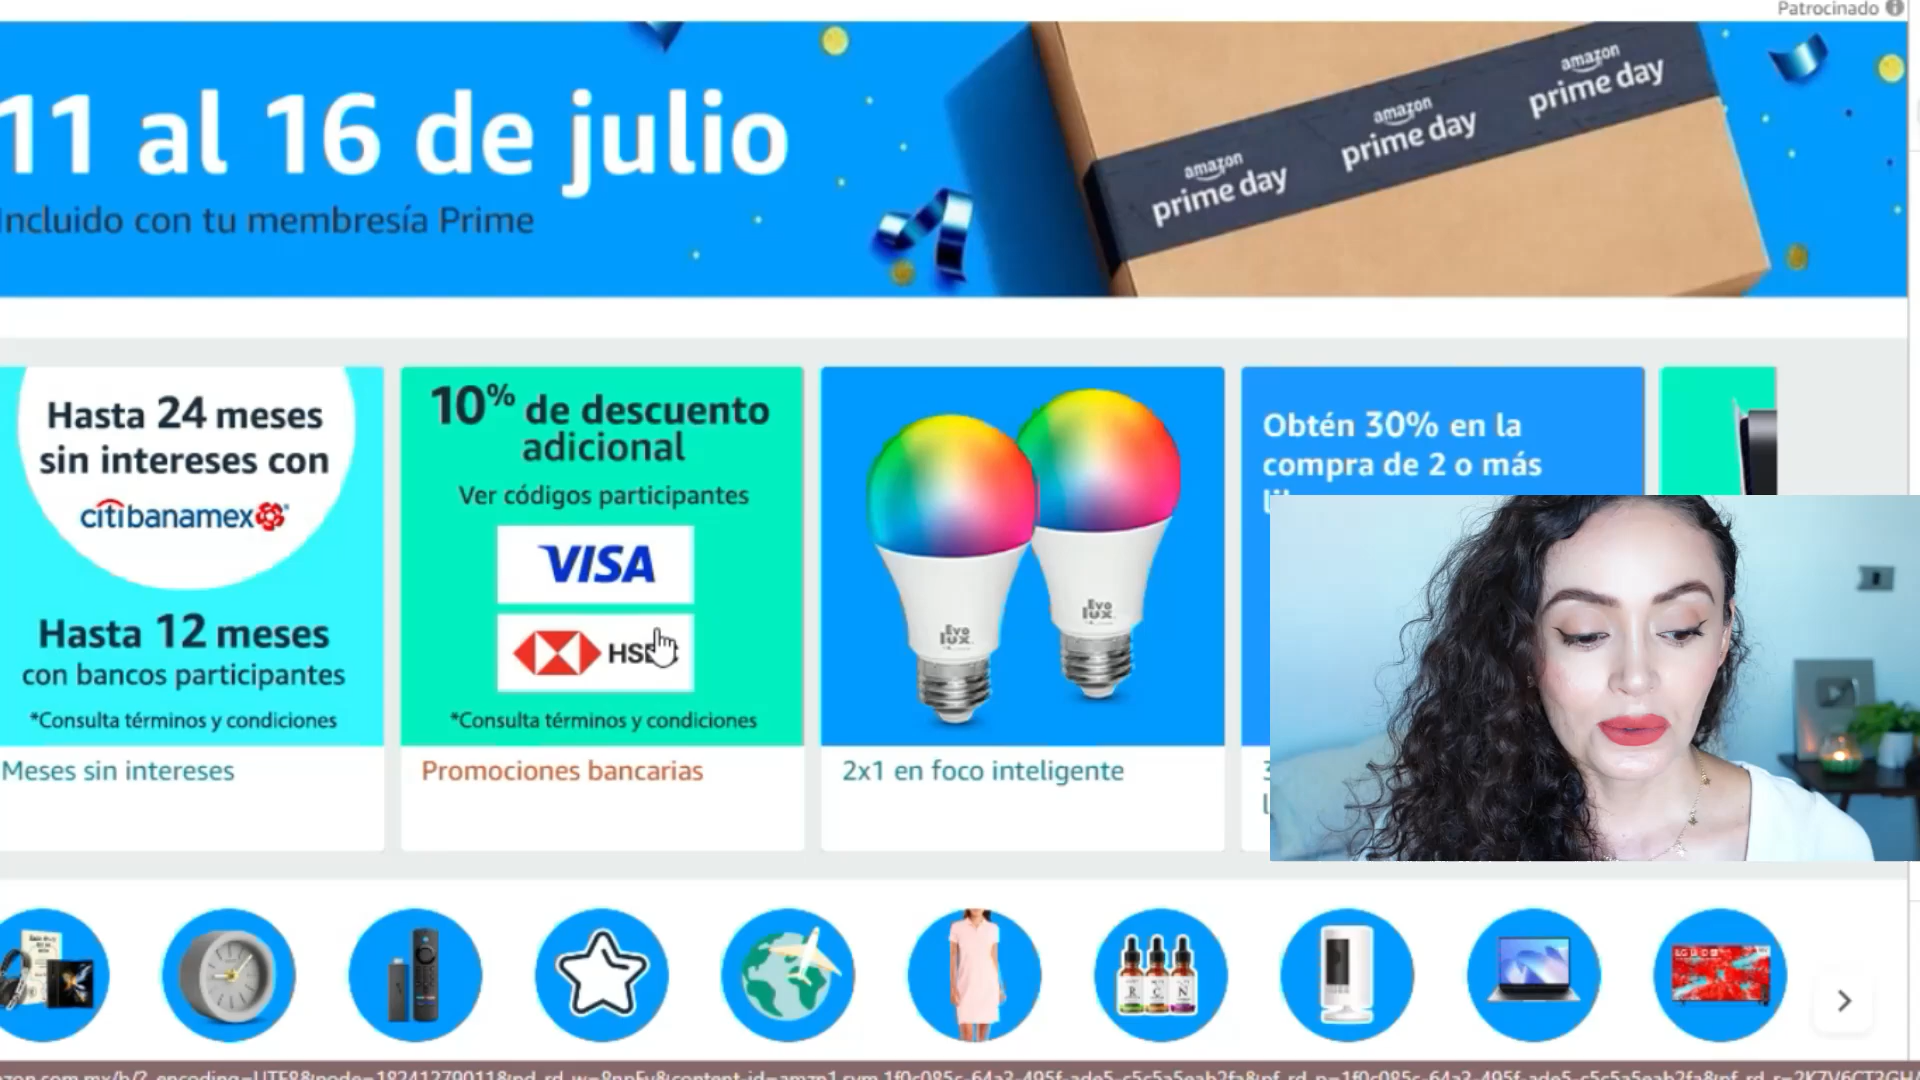 Patrocinado
11 al 16 de julio
Incluido con tu membresía Prime
amazon
prime day
amazon
prime day
amazon
prime day
Hasta 24 meses
sin intereses con
citibanamex
Hasta 12 meses
con bancos participantes
*Consulta términos y condiciones
Meses sin intereses
10% de descuento
adicional
Ver códigos participantes
VISA
*Consulta términos y condiciones
Promociones bancarias
Evo
lux
Evo
lux
2x1 en foco inteligente
Obtén 30% en la
compra de 2 o más
R
C
N